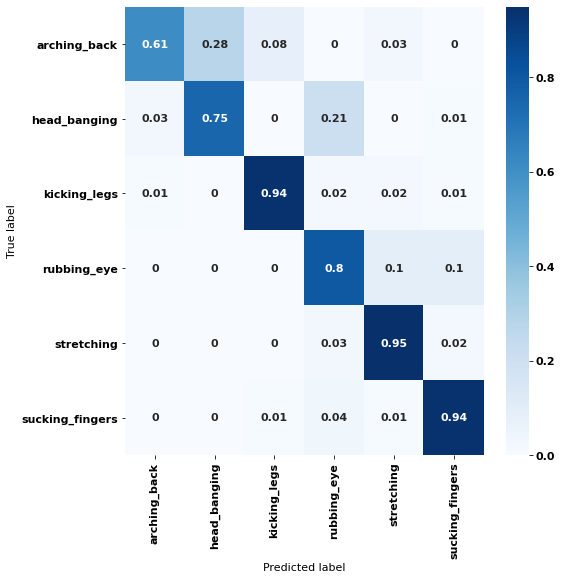 arching_back 0.61 0.28 0.08 0 0.03 0
head_banging 0.03 0.75 0 0.21 0 0.01
kicking_legs 0.01 0 0.94 0.02 0.02 0.01
rubbing_eye 0 0 0 0.8 0.1 0.1
stretching 0 0 0 0.03 0.95 0.02
sucking_fingers 0 0 0.01 0.04 0.01 0.94
True label
arching_back
head_banging
kicking_legs
rubbing_eye
stretching
sucking_fingers
Predicted label
0.8
0.6
0.4
0.2
0.0